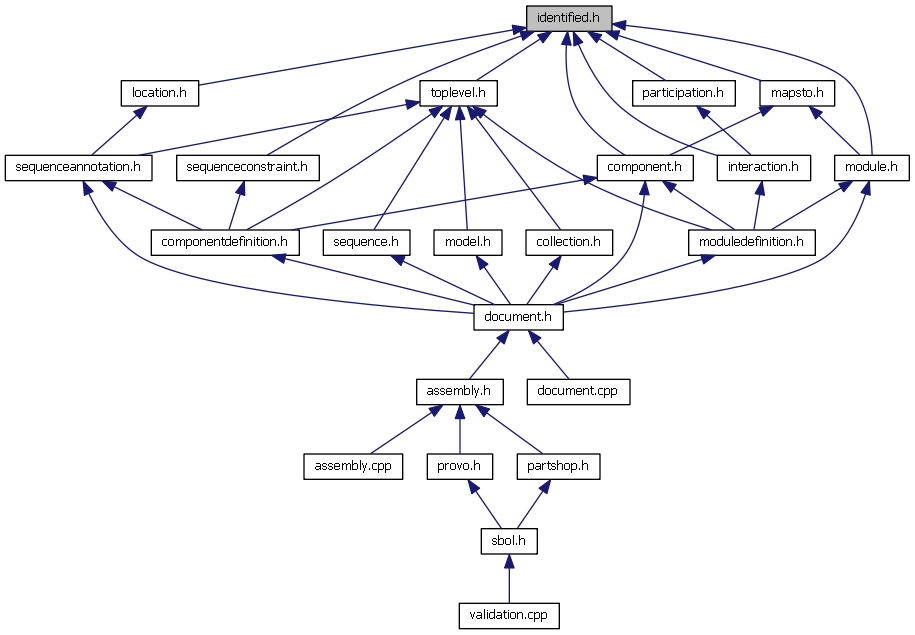 identified.h
location.h
toplevel.h
participation.h
mapsto.h
sequenceannotation.h
sequenceconstraint.h
component.h
interaction.h
module.h
componentdefinition.h
sequence.h
model.h
collection.h
moduledefinition.h
document.h
assembly.h
document.cpp
assembly.cpp
provo.h
partshop.h
sbol.h
validation.cpp